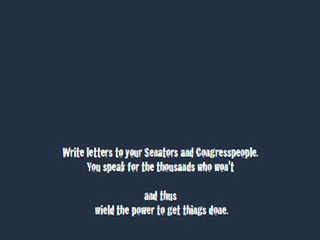 Write letters to your Senators and Congresspeople.
You speak for the thousands who won't
and thus
wield the power to get things done.